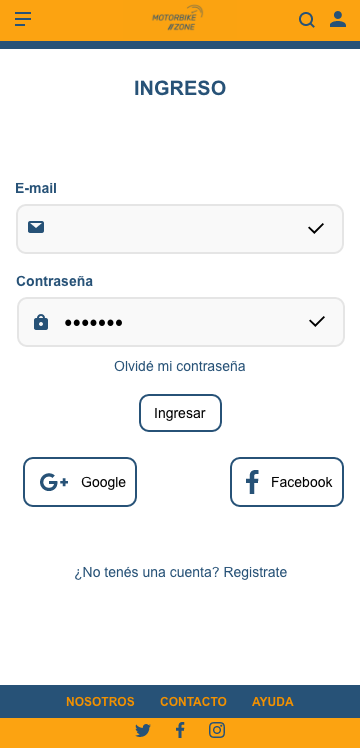 MOTORBIKE
#ZONE
INGRESO
E-mail
Contraseña
•••••••
Olvidé mi contraseña
Ingresar
Google
Facebook
¿No tenés una cuenta? Registrate
NOSOTROS CONTACTO AYUDA